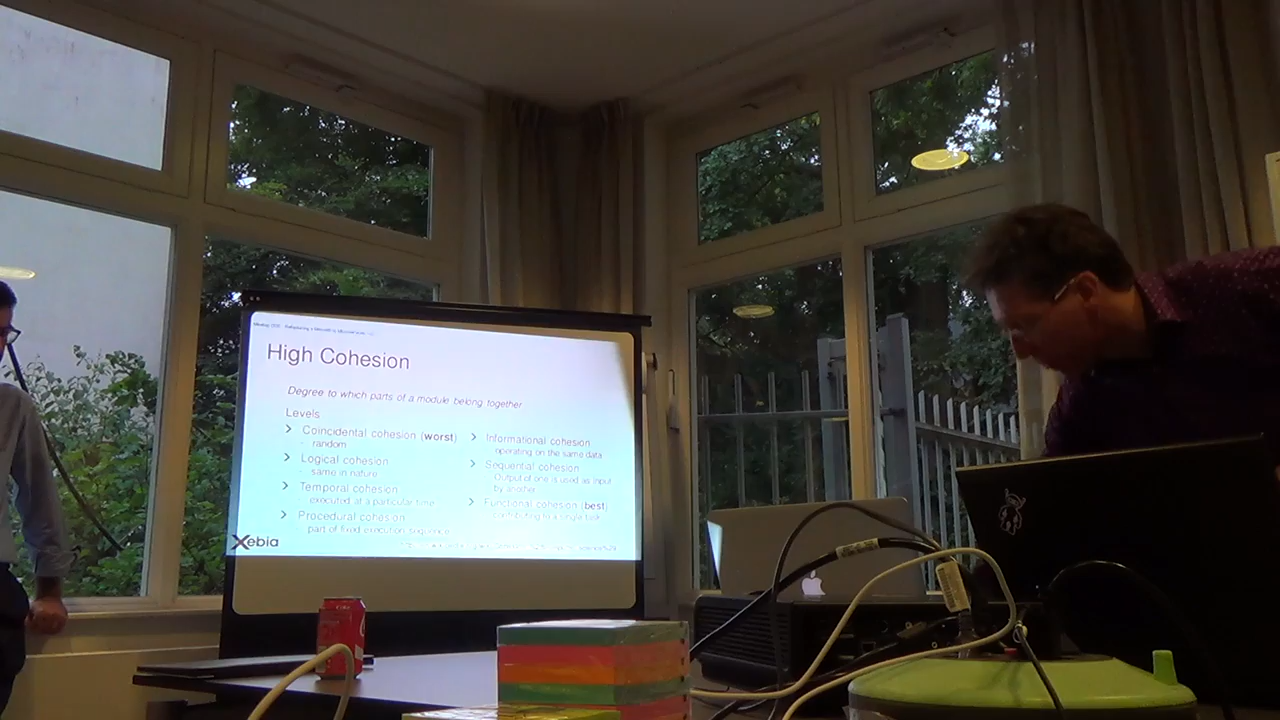 High Cohesion
Degree to which parts of a module belong together
Levels
Coincidental cohesion (worst)
- random
Logical cohesion
- same in nature
Temporal cohesion
- executed at a particular time
Procedural cohesion
part of fixed execution sequence
Informational cohesion
operating on the same data
Sequential cohesion
Output of one is used as input
by another
Functional cohesion (best)
contributing to a single task
Xebia